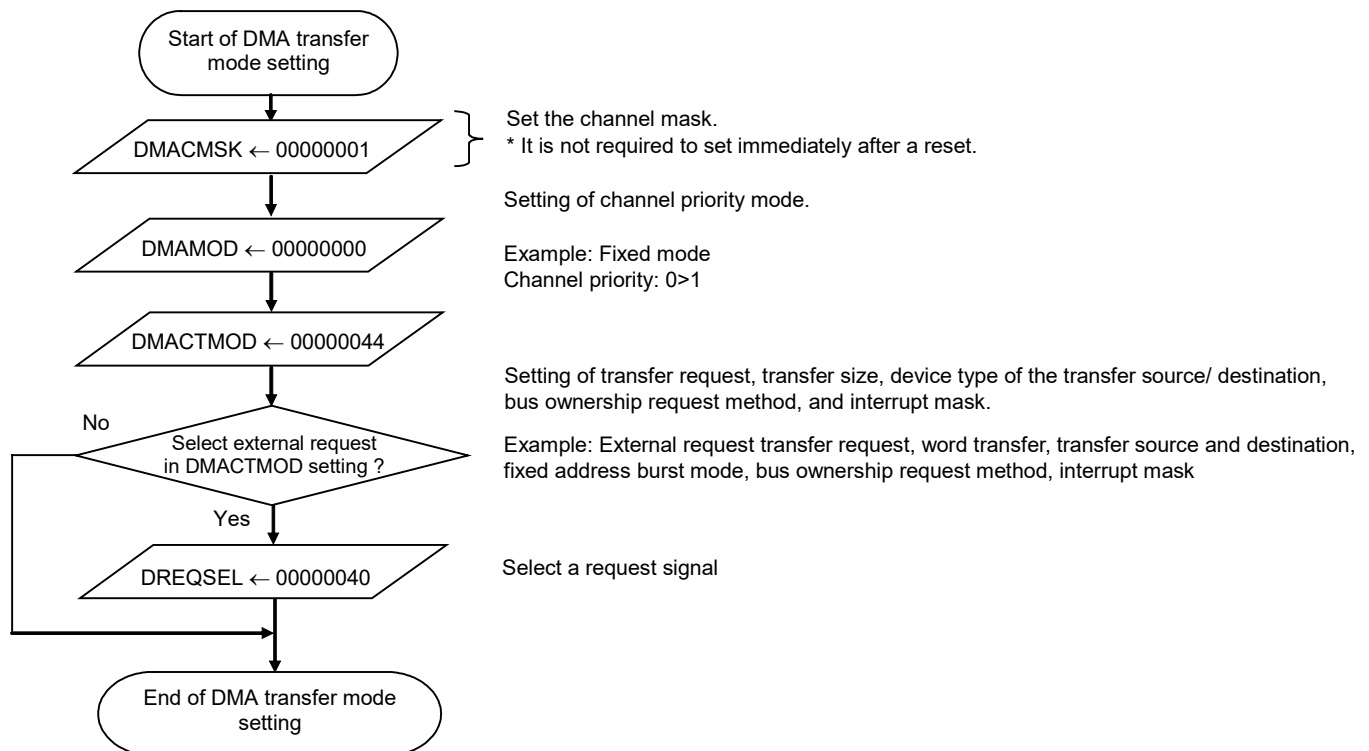 Start of DMA transfer
mode setting
DMACMSK ← 00000001
Set the channel mask.
* It is not required to set immediately after a reset.
Setting of channel priority mode.
DMAMOD ← 00000000
Example: Fixed mode
Channel priority: 0>1
DMACTMOD ← 00000044
Setting of transfer request, transfer size, device type of the transfer source/ destination,
bus ownership request method, and interrupt mask.
No
Select external request
in DMACTMOD setting ?
Example: External request transfer request, word transfer, transfer source and destination,
fixed address burst mode, bus ownership request method, interrupt mask
Yes
DREQSEL ← 00000040
Select a request signal
End of DMA transfer mode
setting